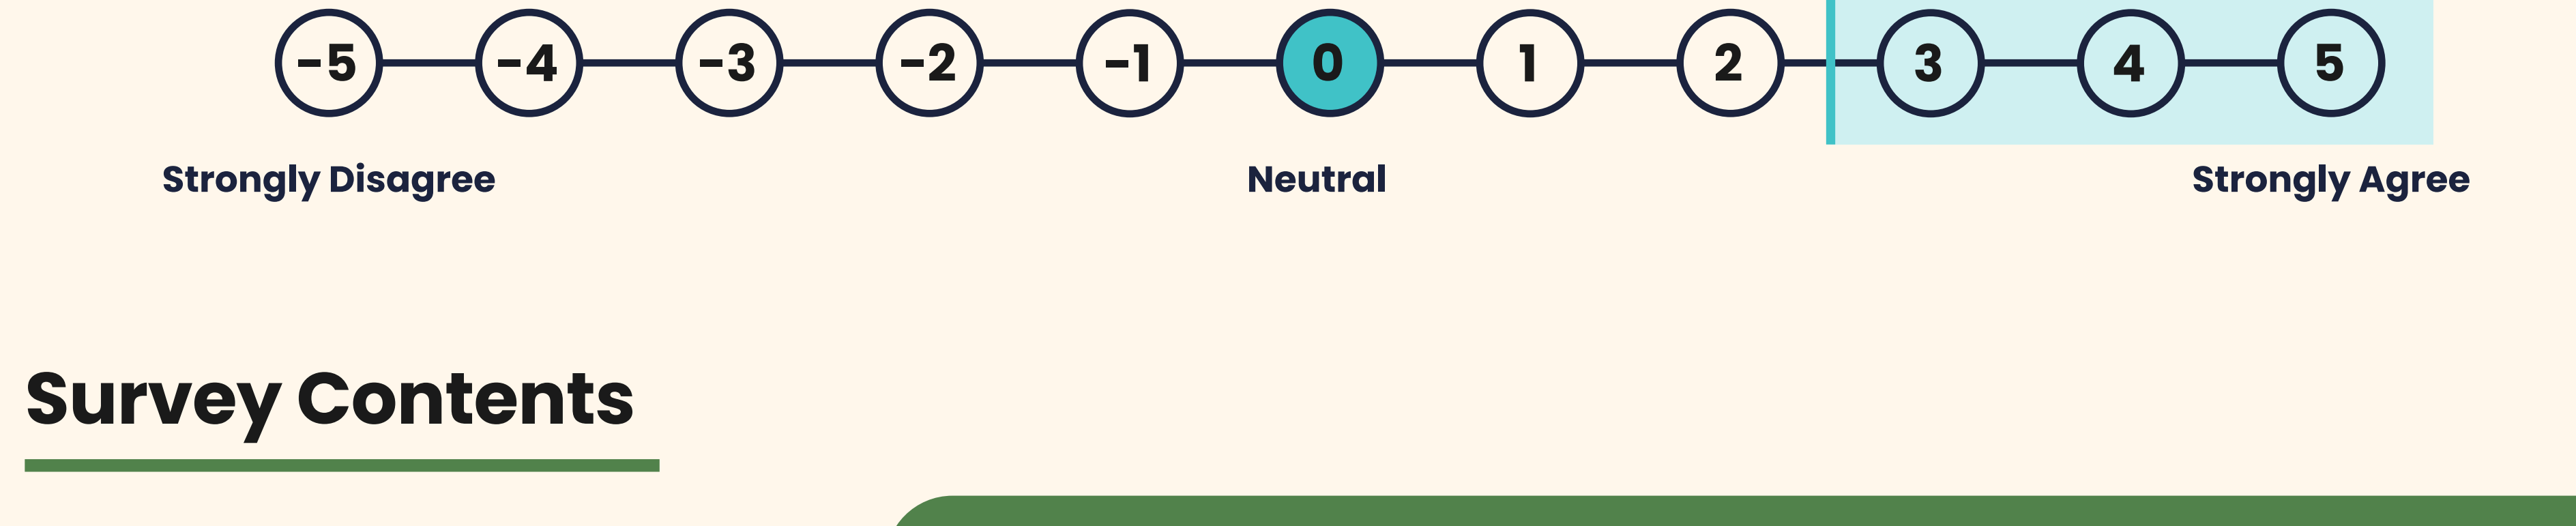 –5 –4 –3 –2 –1 0 1 2 3 4 5
Strongly Disagree Neutral Strongly Agree
Survey Contents